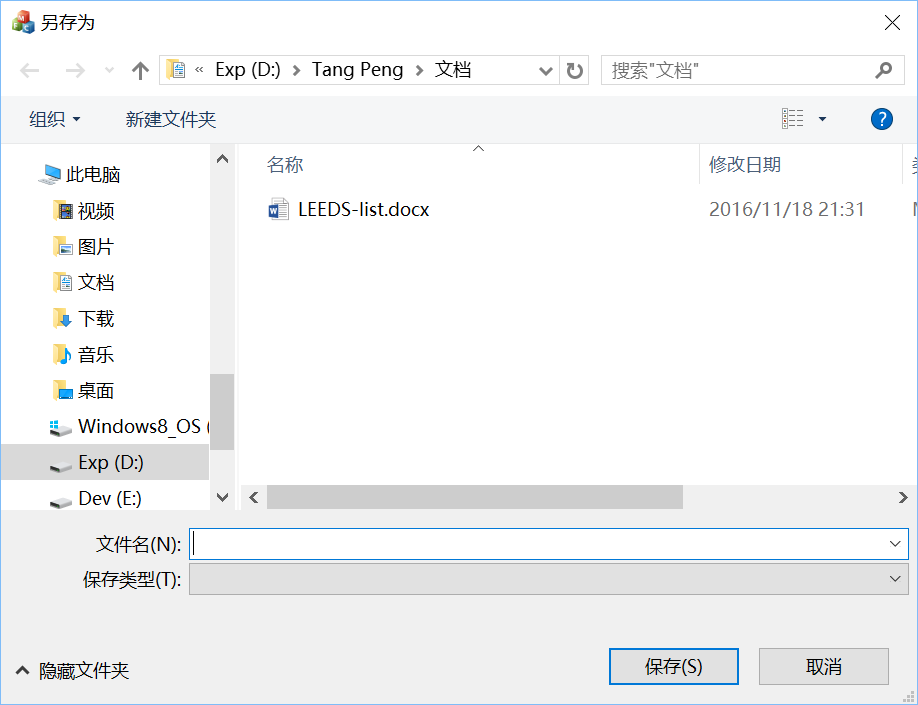 另存为
« Exp (D:) > Tang Peng > 文档
搜索"文档"
组织
新建文件夹
?
此电脑
视频
图片
文档
下载
音乐
桌面
Windows8_OS (
Exp (D:)
Dev (E:)
名称 修改日期
LEEDS-list.docx 2016/11/18 21:31
文件名(N):
保存类型(T):
隐藏文件夹
保存(S)
取消